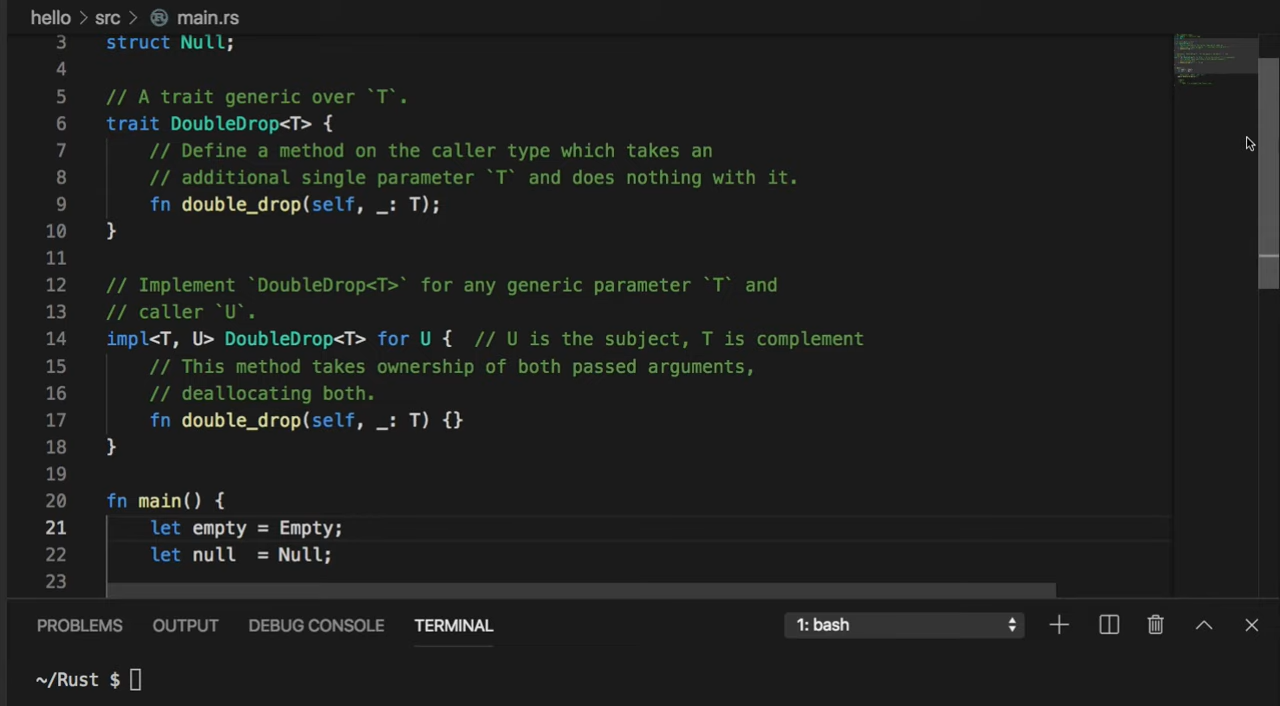 hello > src > main.rs
3 struct Null;
4
5 // A trait generic over `T`.
6 trait DoubleDrop<T> {
7     // Define a method on the caller type which takes an
8     // additional single parameter `T` and does nothing with it.
9     fn double_drop(self, _: T);
10 }
11
12 // Implement `DoubleDrop<T>` for any generic parameter `T` and
13 // caller `U`.
14 impl<T, U> DoubleDrop<T> for U {  // U is the subject, T is complement
15     // This method takes ownership of both passed arguments,
16     // deallocating both.
17     fn double_drop(self, _: T) {}
18 }
19
20 fn main() {
21     let empty = Empty;
22     let null  = Null;
23
PROBLEMS OUTPUT DEBUG CONSOLE TERMINAL 1: bash
~/Rust $